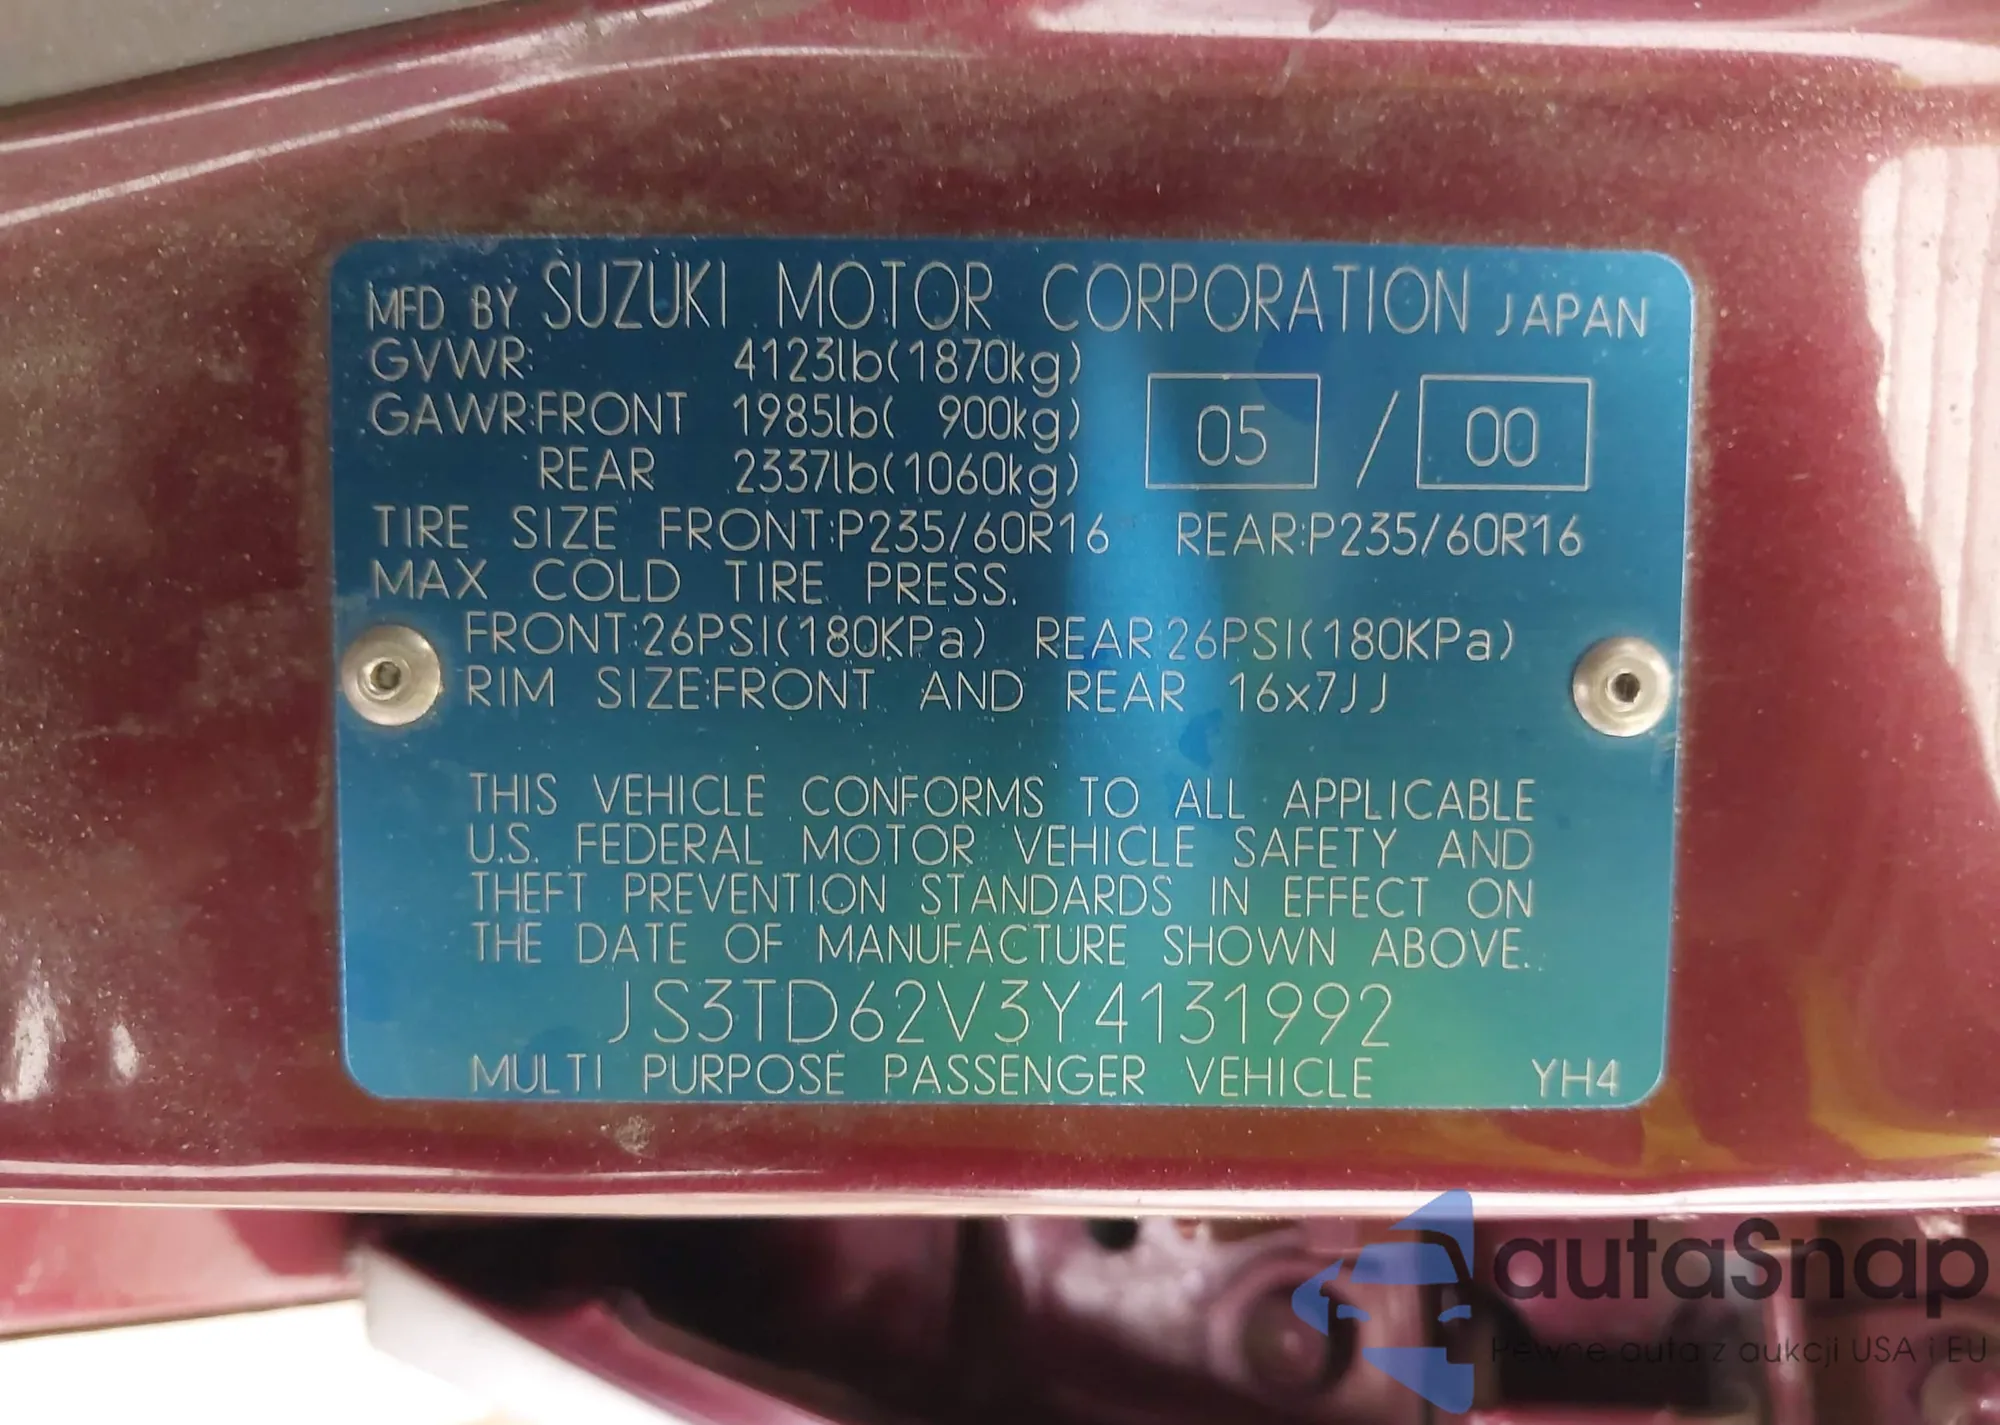 MFD BY SUZUKI MOTOR CORPORATION JAPAN
GVWR: 4123lb(1870kg)
GAWR:FRONT 1985lb( 900kg) 05 / 00
REAR 2337lb(1060kg)
TIRE SIZE FRONT:P235/60R16 REAR:P235/60R16
MAX COLD TIRE PRESS.
FRONT:26PSI(180KPa) REAR:26PSI(180KPa)
RIM SIZE:FRONT AND REAR 16x7JJ
THIS VEHICLE CONFORMS TO ALL APPLICABLE
U.S. FEDERAL MOTOR VEHICLE SAFETY AND
THEFT PREVENTION STANDARDS IN EFFECT ON
THE DATE OF MANUFACTURE SHOWN ABOVE.
JS3TD62V3Y4131992
MULTI PURPOSE PASSENGER VEHICLE YH4
autaSnap
Pewne auta z aukcji USA i EU